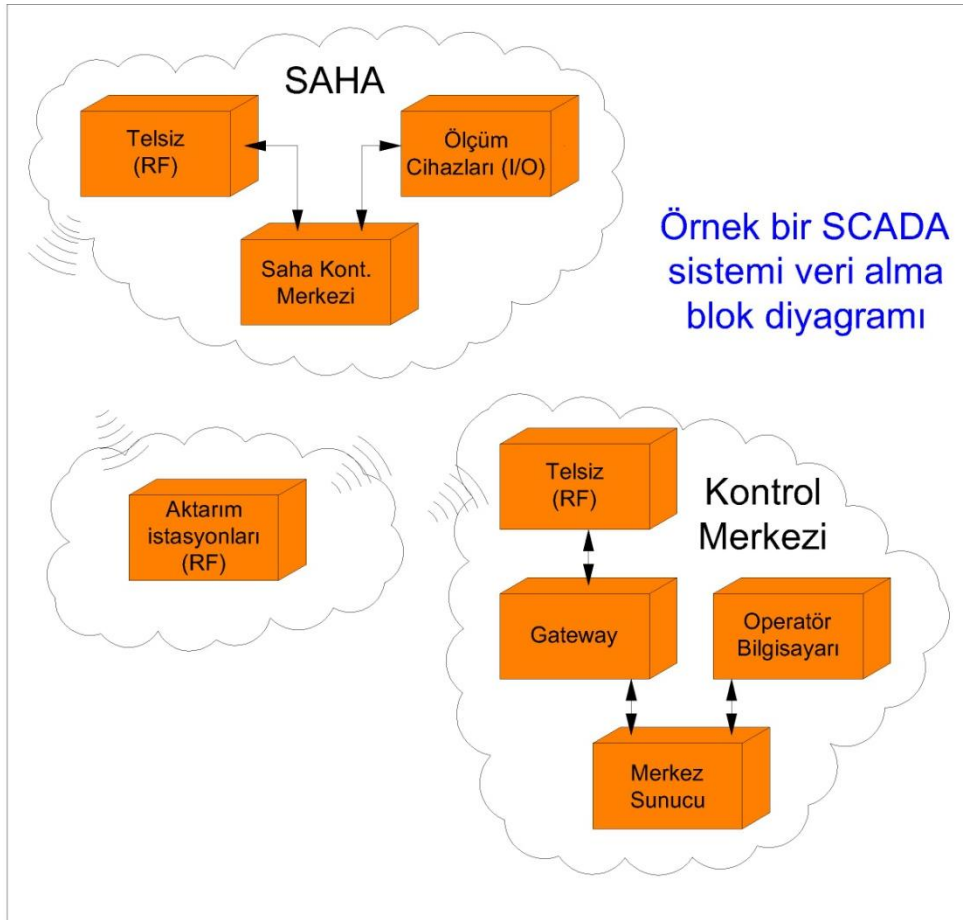 SAHA
Telsiz
(RF)
Ölçüm
Cihazları (I/O)
Saha Kont.
Merkezi
Örnek bir SCADA
sistemi veri alma
blok diyagramı
Aktarım
istasyonları
(RF)
Telsiz
(RF)
Kontrol
Merkezi
Gateway
Operatör
Bilgisayarı
Merkez
Sunucu